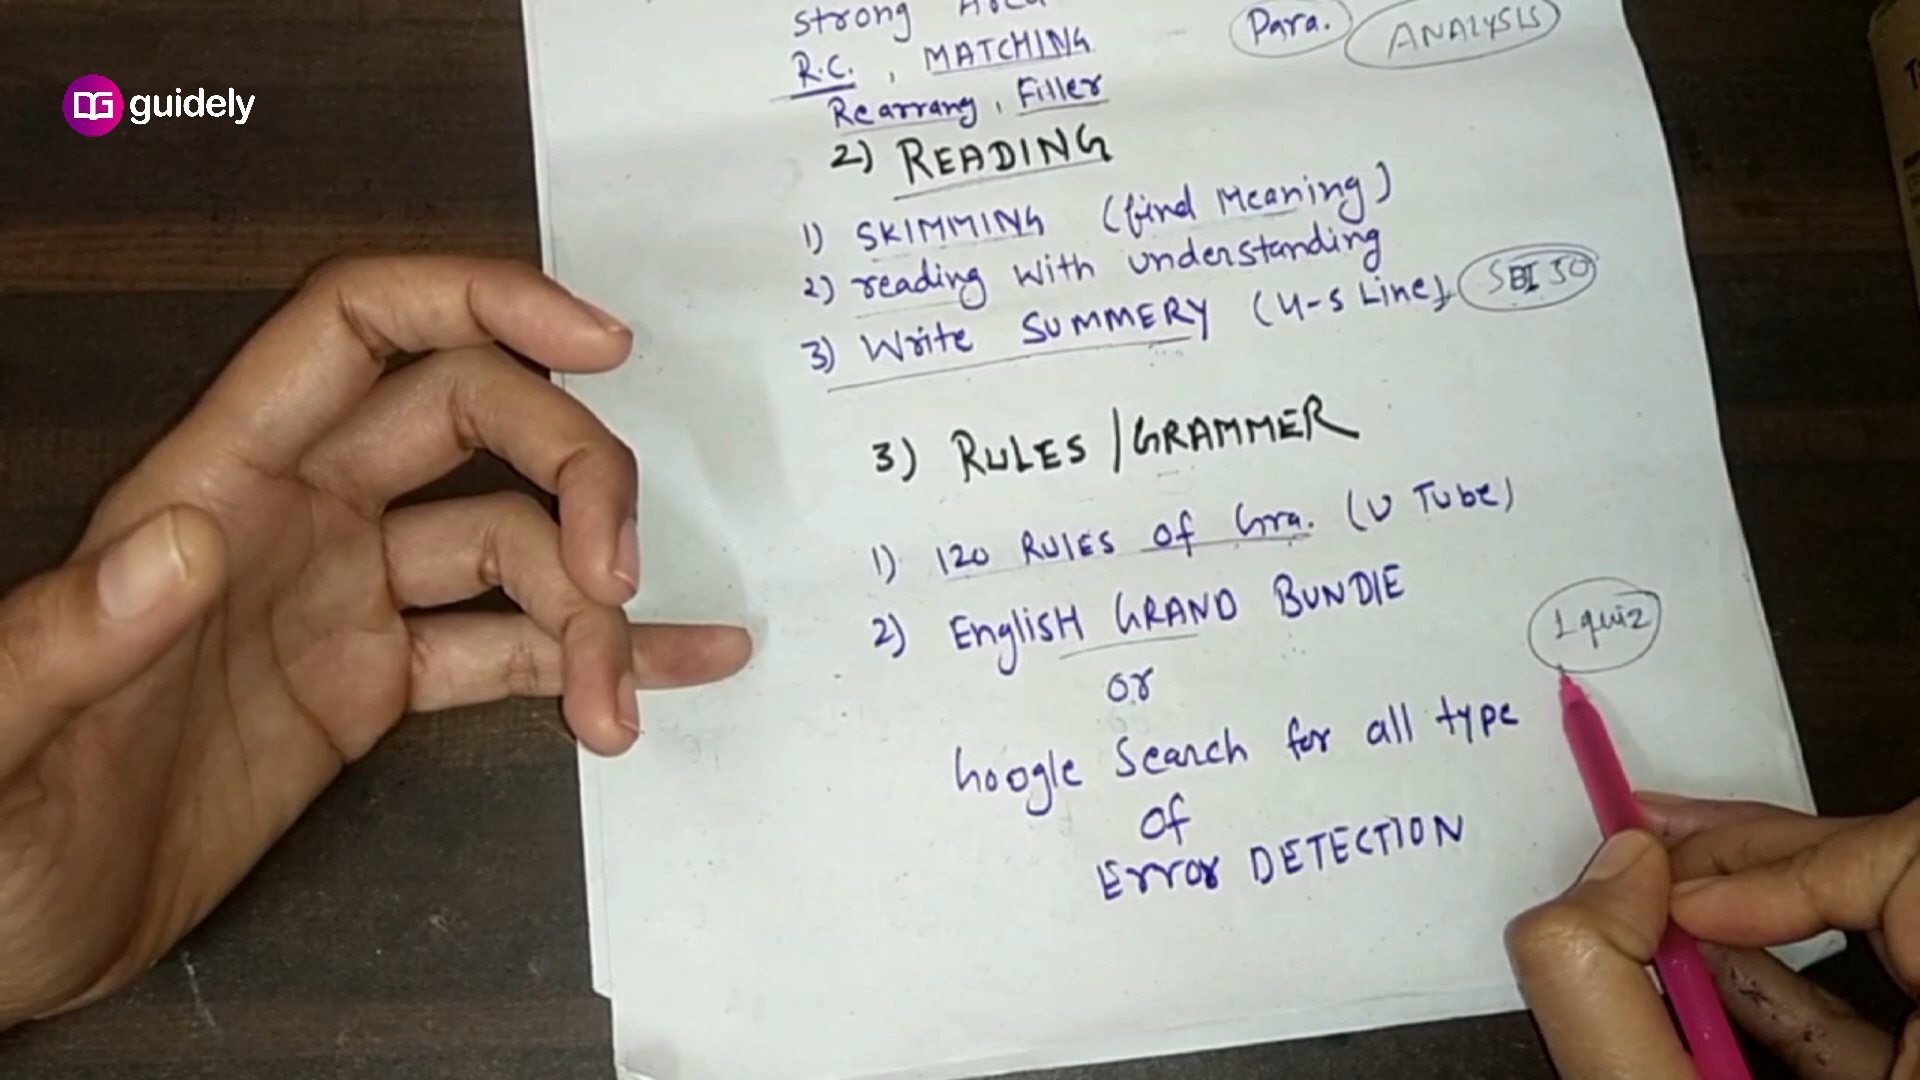 guidely
strong
Para.
ANALYSIS
R.C. , MATCHING
Rearrang, Filler
2) READING
1) SKIMMING (find Meaning)
2) reading with understanding
3) Write SUMMERY (4-5 Line)
3) RULES / GRAMMER
1) 120 RULES of Gra. (U Tube)
2) English GRAND BUNDlE
1 quiz
or
Google Search for all type
of
Error DETECTION